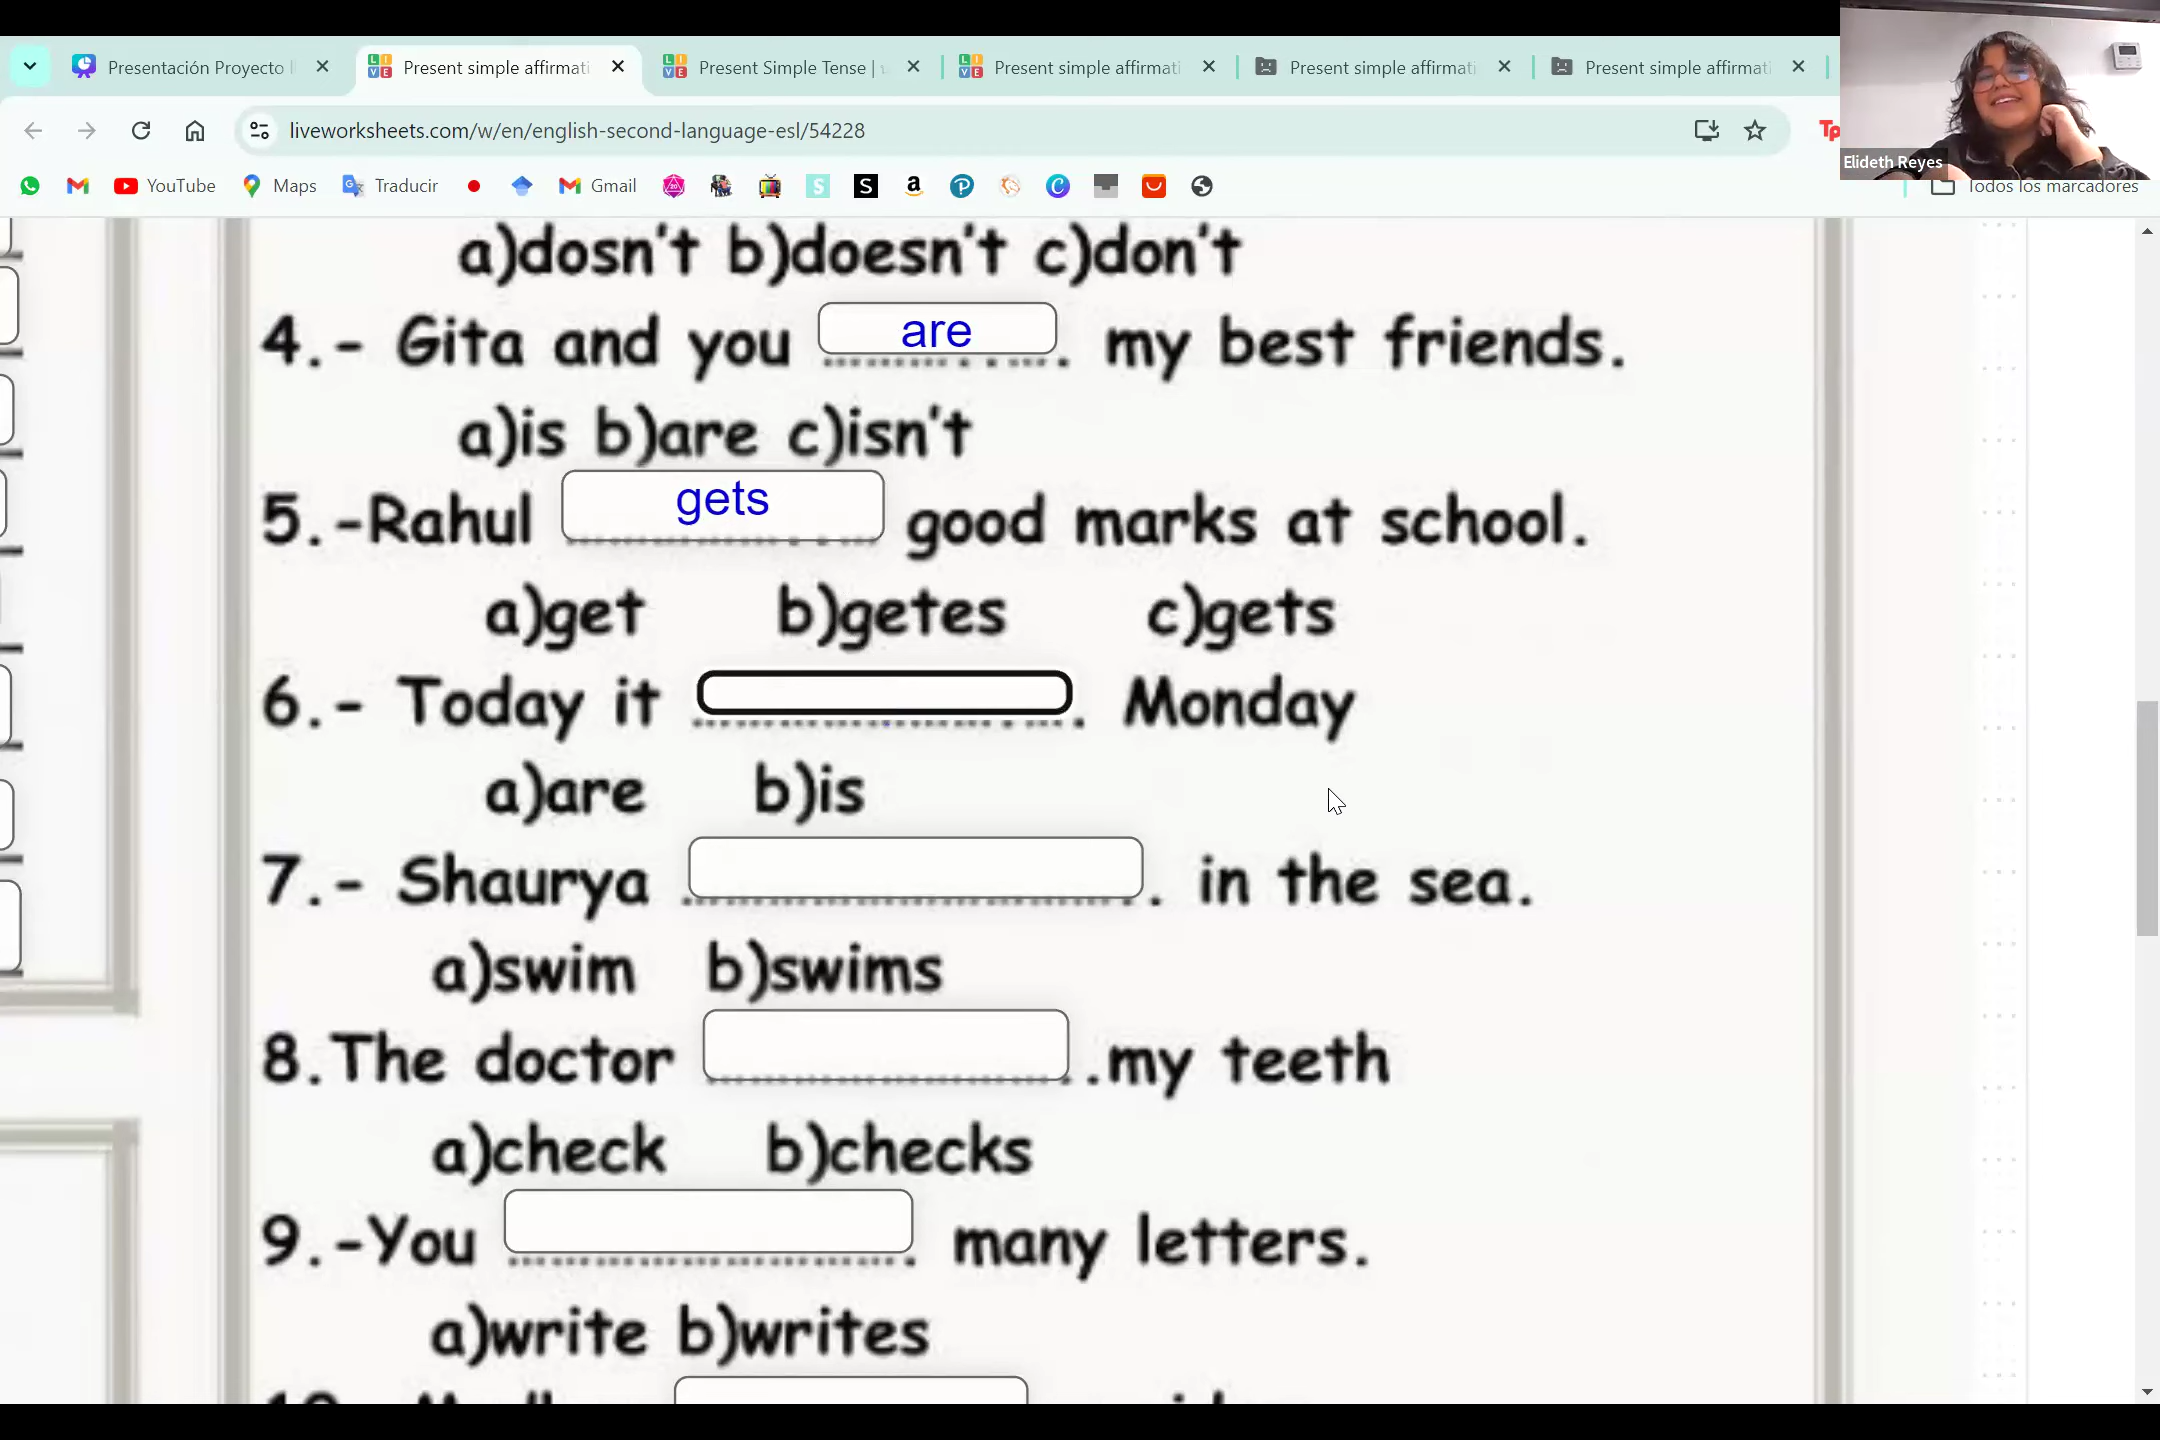 Presentación Proyecto I
Present simple affirmati
Present Simple Tense |
Present simple affirmati
Present simple affirmati
Present simple affirmati
liveworksheets.com/w/en/english-second-language-esl/54228
Elideth Reyes
YouTube
Maps
Traducir
Gmail
Todos los marcadores
a)dosn't b)doesn't c)don't
4.- Gita and you are my best friends.
a)is b)are c)isn't
5.-Rahul gets good marks at school.
a)get b)getes c)gets
6.- Today it Monday
a)are b)is
7.- Shaurya in the sea.
a)swim b)swims
8.The doctor .my teeth
a)check b)checks
9.-You many letters.
a)write b)writes